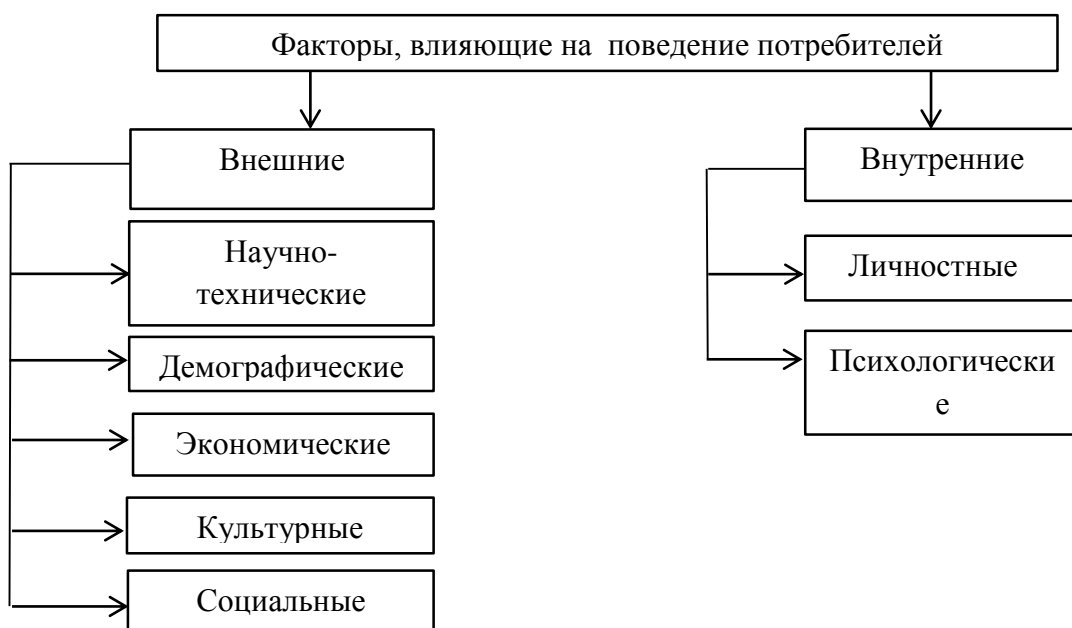 Факторы, влияющие на  поведение потребителей
Внешние
Научно-
технические
Демографические
Экономические
Культурные
Социальные
Внутренние
Личностные
Психологически
е